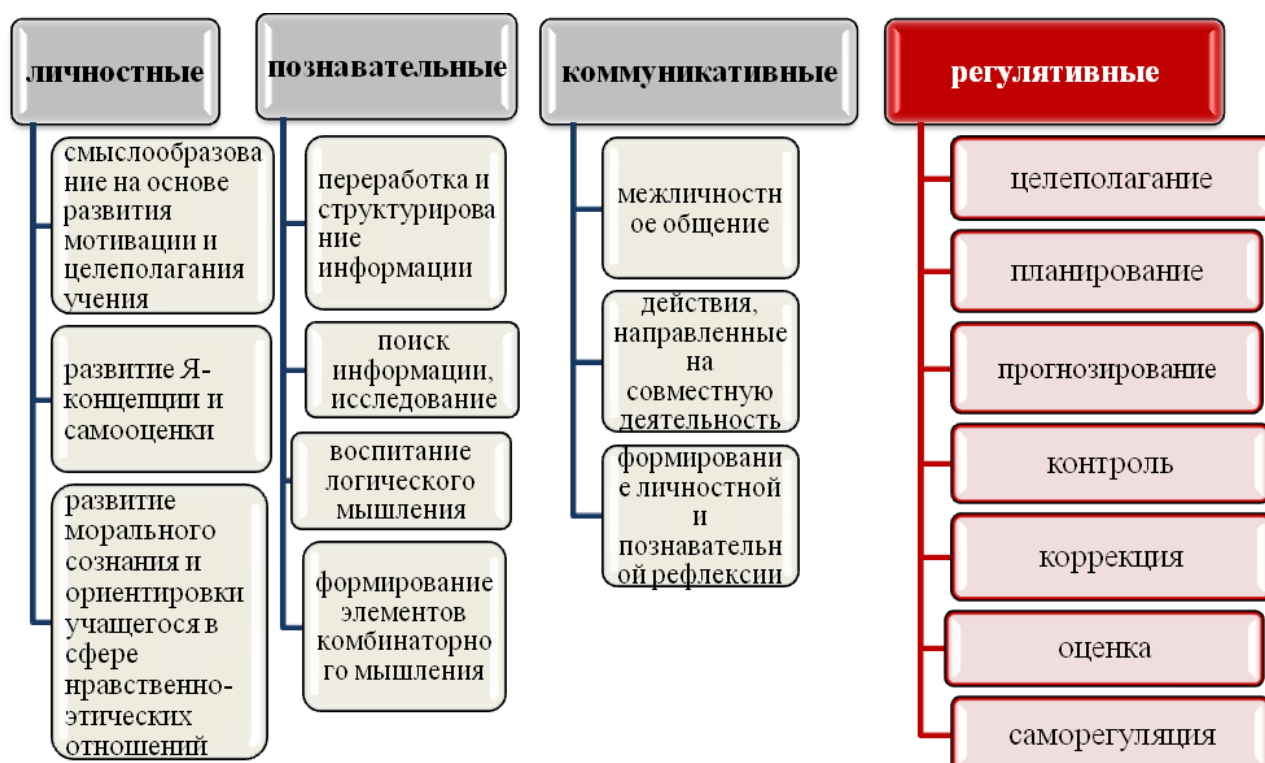 личностные
смыслообразова
ние на основе
развития
мотивации и
целеполагания
учения
развитие Я-
концепции и
самооценки
развитие
морального
сознания и
ориентировки
учащегося в
сфере
нравственно-
этических
отношений
познавательные
переработка и
структурирова
ние
информации
поиск
информации,
исследование
воспитание
логического
мышления
формирование
элементов
комбинаторно
го мышления
коммуникативные
межличностн
ое общение
действия,
направленные
на
совместную
деятельность
формировани
е личностной
и
познавательн
ой рефлексии
регулятивные
целеполагание
планирование
прогнозирование
контроль
коррекция
оценка
саморегуляция